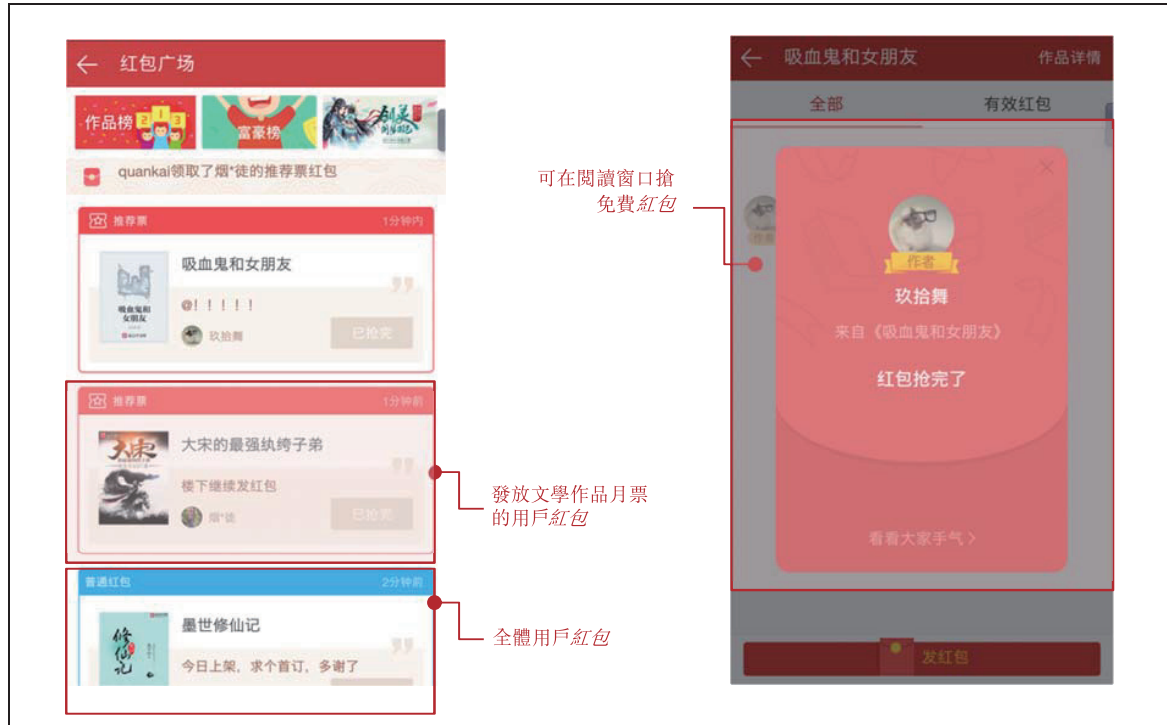 红包广场
作品榜
2 1 3
富豪榜
剑灵
quankai领取了烟*徒的推荐票红包
推荐票
1分钟内
吸血鬼和女朋友
吸血鬼和
女朋友
@！！！！！
玖拾舞
已抢完
推荐票
1分钟前
大宋的最强纨绔子弟
大宋
楼下继续发红包
烟*徒
已抢完
普通红包
2分钟前
墨世修仙记
修仙记
今日上架，求个首订，多谢了
可在閱讀窗口搶
免費紅包
發放文學作品月票
的用戶紅包
全體用戶紅包
吸血鬼和女朋友
作品详情
全部
有效红包
作者
作者
玖拾舞
来自《吸血鬼和女朋友》
红包抢完了
看看大家手气 >
发红包